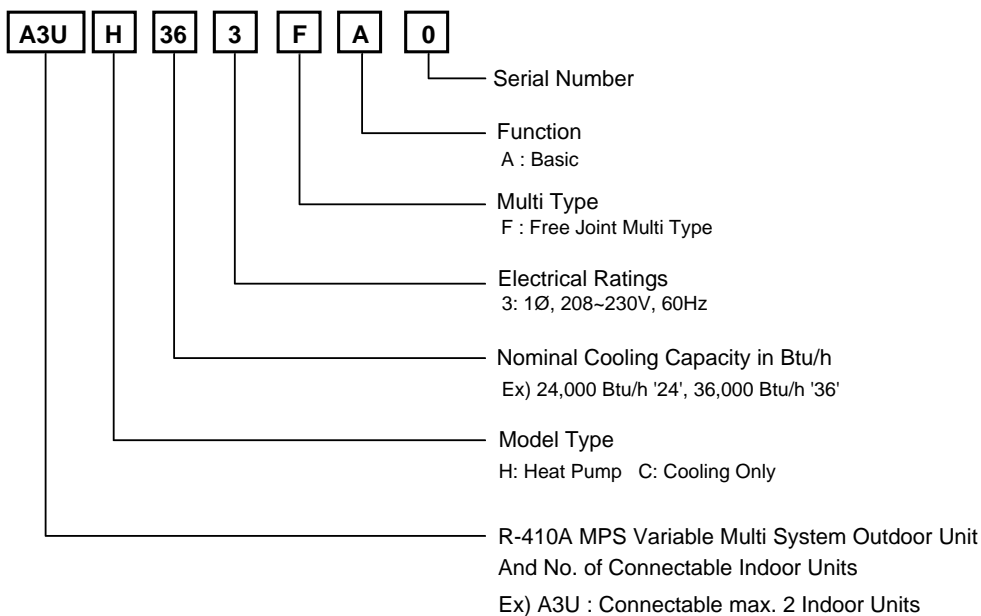 A3U H 36 3 F A 0
Serial Number
Function
A : Basic
Multi Type
F : Free Joint Multi Type
Electrical Ratings
3: 1Ø, 208~230V, 60Hz
Nominal Cooling Capacity in Btu/h
Ex) 24,000 Btu/h '24', 36,000 Btu/h '36'
Model Type
H: Heat Pump C: Cooling Only
R-410A MPS Variable Multi System Outdoor Unit
And No. of Connectable Indoor Units
Ex) A3U : Connectable max. 2 Indoor Units